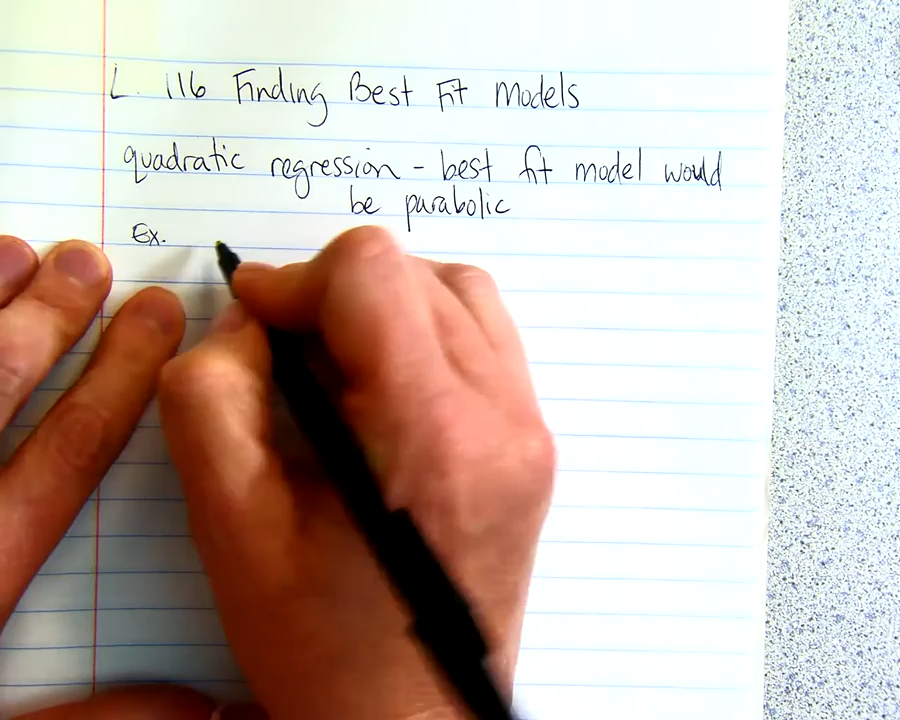 L. 116 Finding Best Fit Models
quadratic regression - best fit model would
be parabolic
Ex.